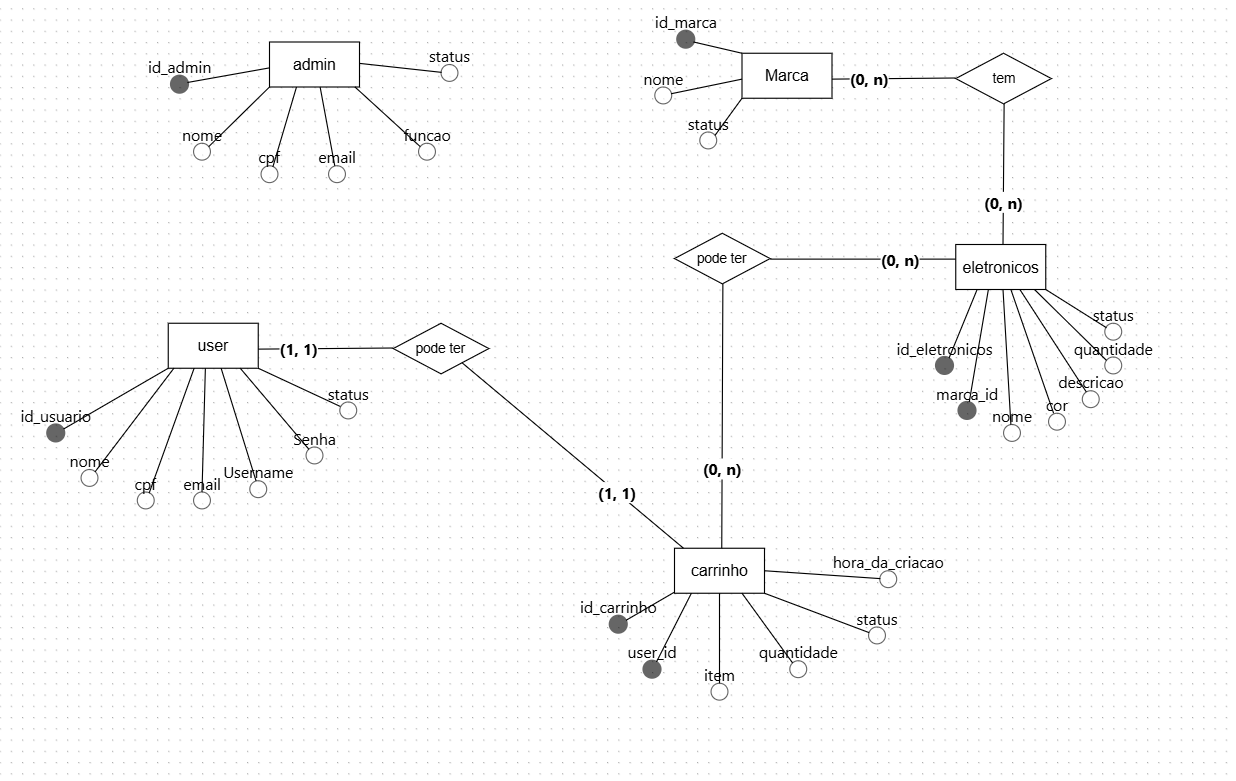 admin
id_admin
nome
cpf
email
funcao
status
Marca
id_marca
nome
status
(0, n)
tem
(0, n)
eletronicos
id_eletronicos
marca_id
nome
cor
descricao
quantidade
status
(0, n)
pode ter
(0, n)
user
id_usuario
nome
cpf
email
Username
Senha
status
(1, 1)
pode ter
(1, 1)
carrinho
id_carrinho
user_id
item
quantidade
status
hora_da_criacao